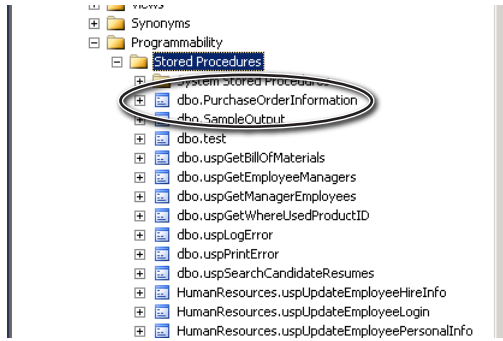 Views
Synonyms
Programmability
Stored Procedures
System Stored Procedures
dbo.PurchaseOrderInformation
dbo.SampleOutput
dbo.test
dbo.uspGetBillOfMaterials
dbo.uspGetEmployeeManagers
dbo.uspGetManagerEmployees
dbo.uspGetWhereUsedProductID
dbo.uspLogError
dbo.uspPrintError
dbo.uspSearchCandidateResumes
HumanResources.uspUpdateEmployeeHireInfo
HumanResources.uspUpdateEmployeeLogin
HumanResources.uspUpdateEmployeePersonalInfo